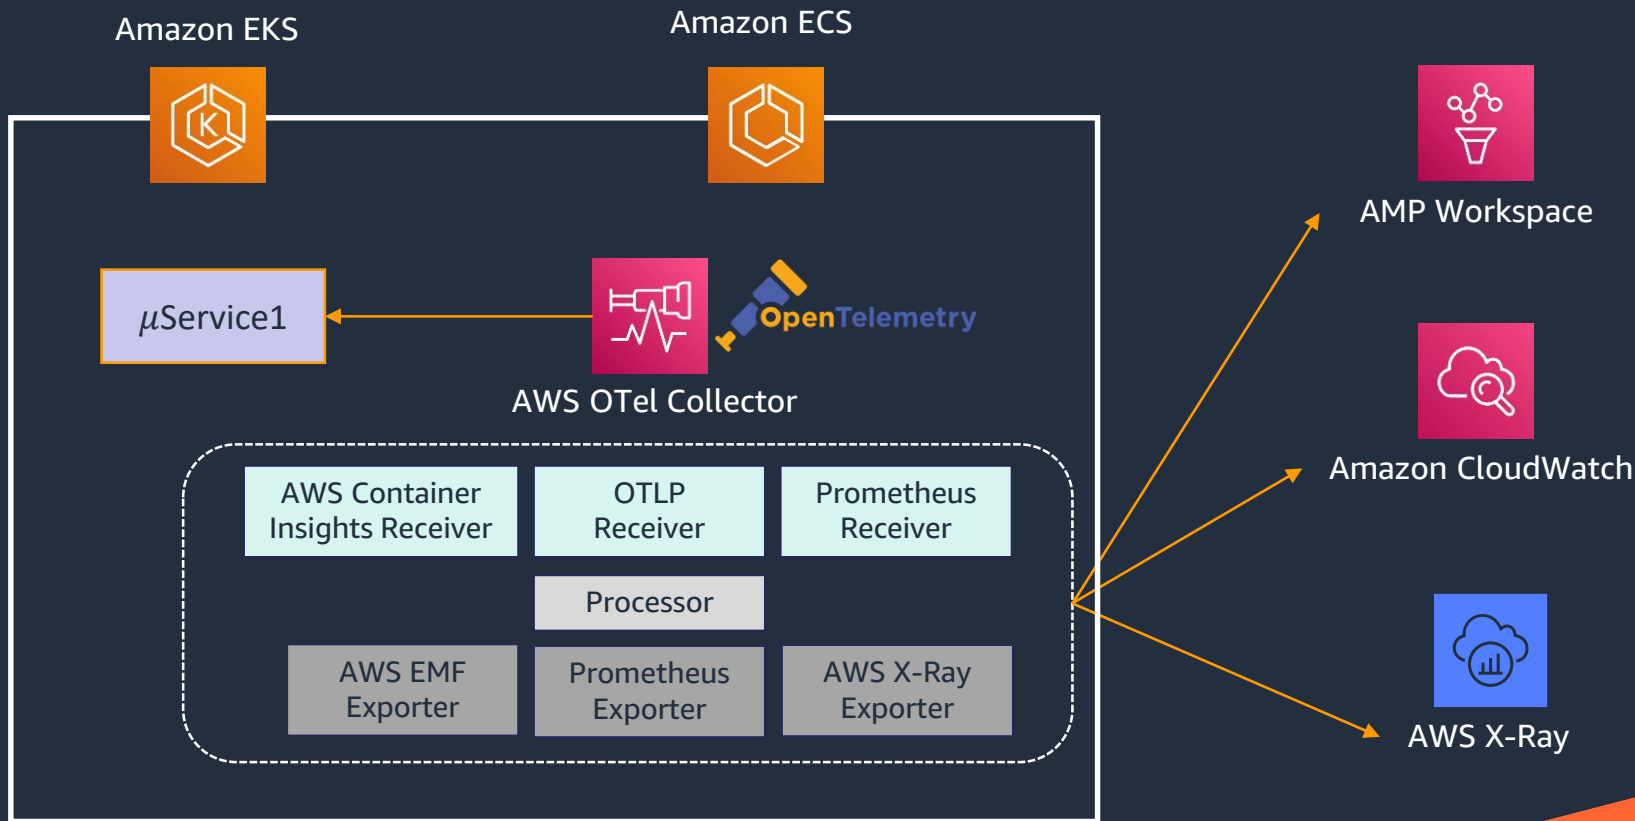 Amazon EKS
Amazon ECS
K
AMP Workspace
μService1
OpenTelemetry
AWS OTel Collector
Amazon CloudWatch
AWS Container
Insights Receiver
OTLP
Receiver
Prometheus
Receiver
Processor
AWS EMF
Exporter
Prometheus
Exporter
AWS X-Ray
Exporter
AWS X-Ray